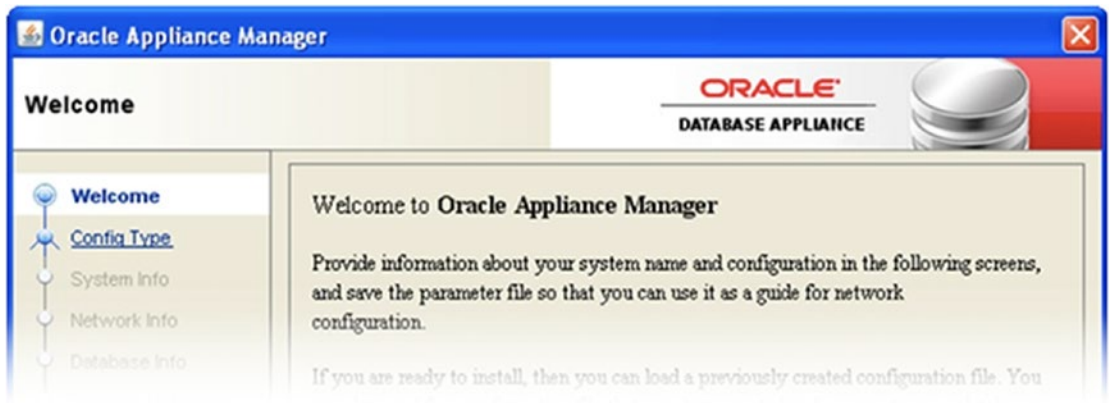 Oracle Appliance Manager
Welcome
ORACLE
DATABASE APPLIANCE
Welcome
Config Type
System Info
Network Info
Database Info
Welcome to Oracle Appliance Manager
Provide information about your system name and configuration in the following screens,
and save the parameter file so that you can use it as a guide for network
configuration.
If you are ready to install, then you can load a previously created configuration file. You